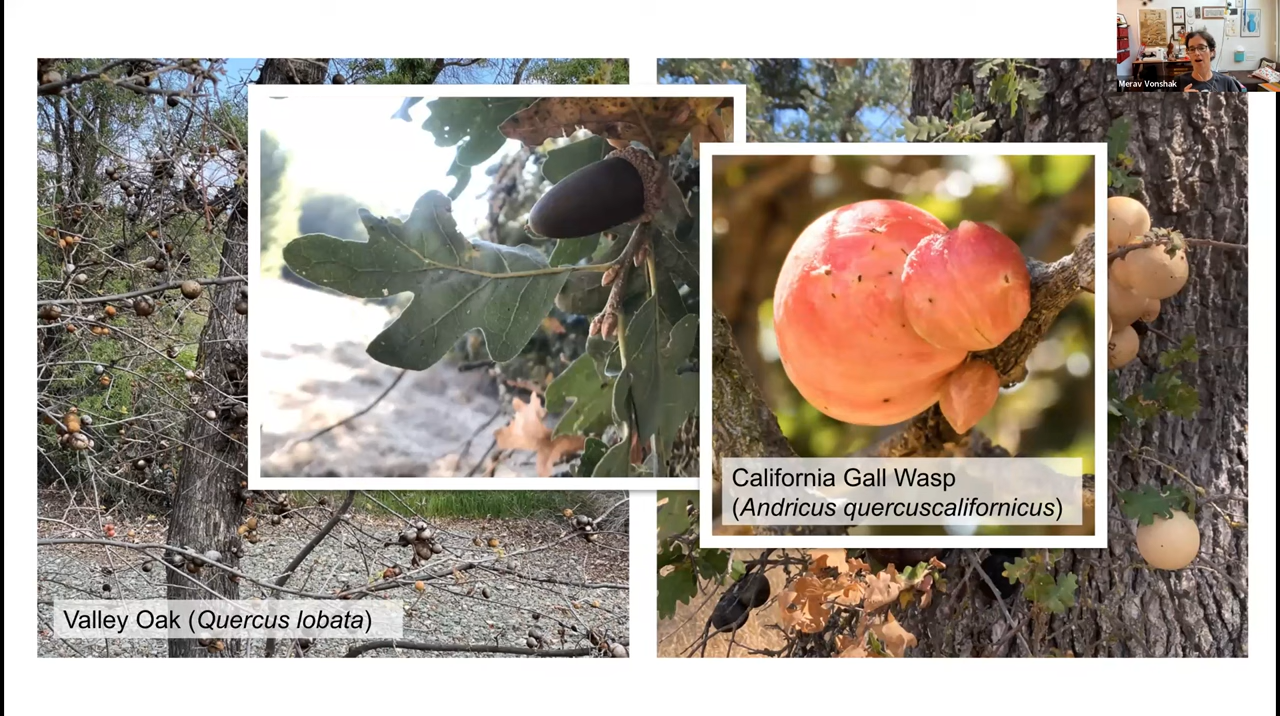 Merav Vonshak
California Gall Wasp
(Andricus quercuscalifornicus)
Valley Oak (Quercus lobata)